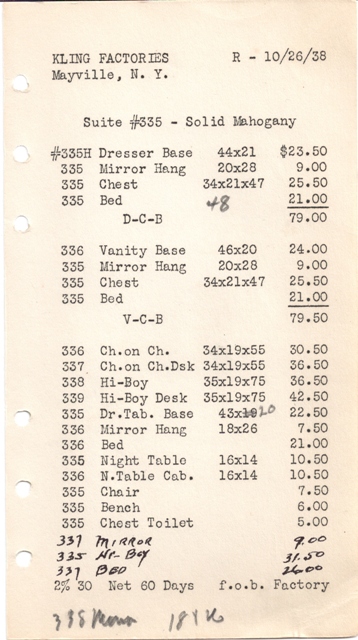 KLING FACTORIES R - 10/26/38
Mayville, N. Y.
Suite #335 - Solid Mahogany
#335H Dresser Base 44x21 $23.50
335 Mirror Hang 20x28 9.00
335 Chest 34x21x47 25.50
335 Bed 48 21.00
D-C-B 79.00
336 Vanity Base 46x20 24.00
335 Mirror Hang 20x28 9.00
335 Chest 34x21x47 25.50
335 Bed 21.00
V-C-B 79.50
336 Ch.on Ch. 34x19x55 30.50
337 Ch.on Ch.Dsk 34x19x55 36.50
338 Hi-Boy 35x19x75 36.50
339 Hi-Boy Desk 35x19x75 42.50
335 Dr.Tab. Base 43x19 20 22.50
336 Mirror Hang 18x26 7.50
336 Bed 21.00
335 Night Table 16x14 10.50
336 N.Table Cab. 16x14 10.50
335 Chair 7.50
335 Bench 6.00
335 Chest Toilet 5.00
337 MIRROR 9.00
335 Hi-Boy 31.50
337 BED 26.00
2% 30 Net 60 Days f.o.b. Factory
335 18